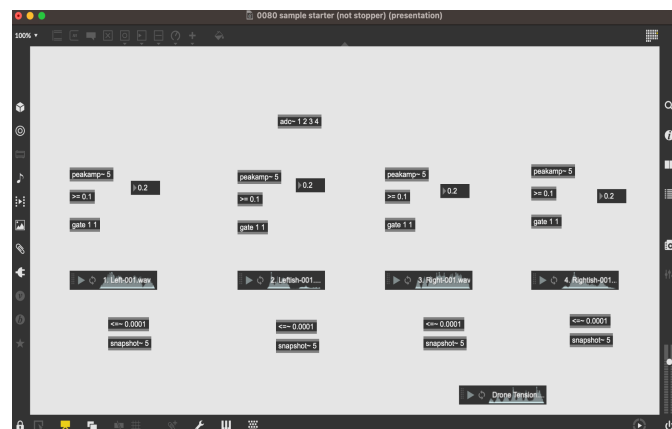 0080 sample starter (not stopper) (presentation)
100%
adc~ 1 2 3 4
peakamp~ 5
peakamp~ 5
peakamp~ 5
peakamp~ 5
>= 0.1
0.2
>= 0.1
0.2
>= 0.1
0.2
>= 0.1
0.2
gate 1 1
gate 1 1
gate 1 1
gate 1 1
1. Left-001.wav
2. Leftish-001....
3. Right-001.wav
4. Rightish-001...
<=~ 0.0001
<=~ 0.0001
<=~ 0.0001
<=~ 0.0001
snapshot~ 5
snapshot~ 5
snapshot~ 5
snapshot~ 5
Drone Tension...